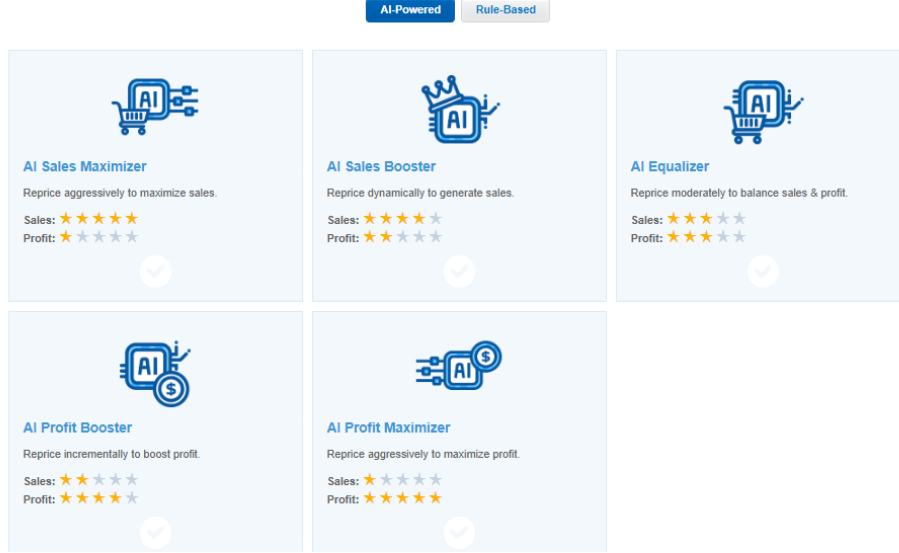 AI-Powered
Rule-Based
AI
AI Sales Maximizer
Reprice aggressively to maximize sales.
Sales:
Profit:
AI
AI Sales Booster
Reprice dynamically to generate sales.
Sales:
Profit:
AI
AI Equalizer
Reprice moderately to balance sales & profit.
Sales:
Profit:
AI
$
AI Profit Booster
Reprice incrementally to boost profit.
Sales:
Profit:
AI
$
AI Profit Maximizer
Reprice aggressively to maximize profit.
Sales:
Profit: